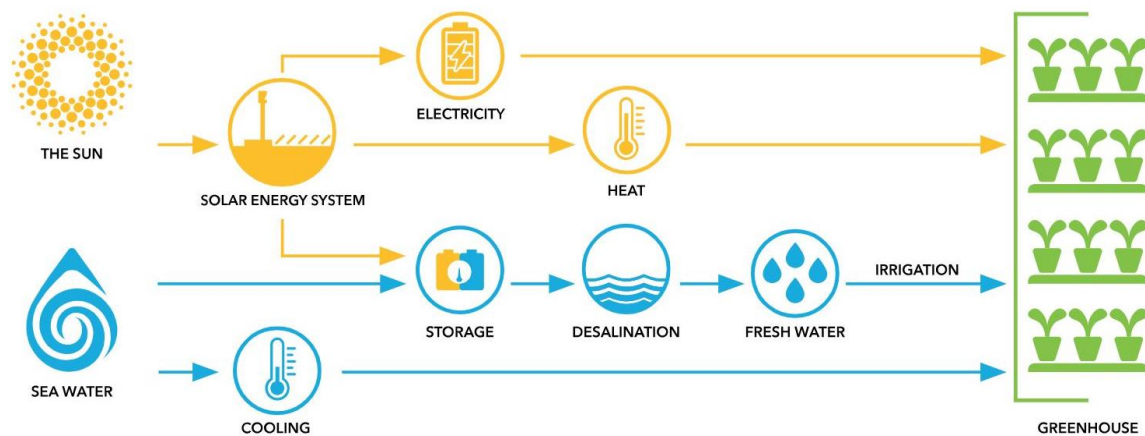 THE SUN
SOLAR ENERGY SYSTEM
ELECTRICITY
HEAT
SEA WATER
STORAGE
DESALINATION
FRESH WATER
IRRIGATION
COOLING
GREENHOUSE